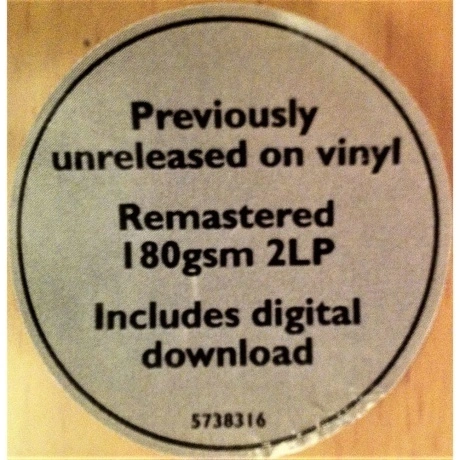 Previously
unreleased on vinyl
Remastered
180gsm 2LP
Includes digital
download
5738316